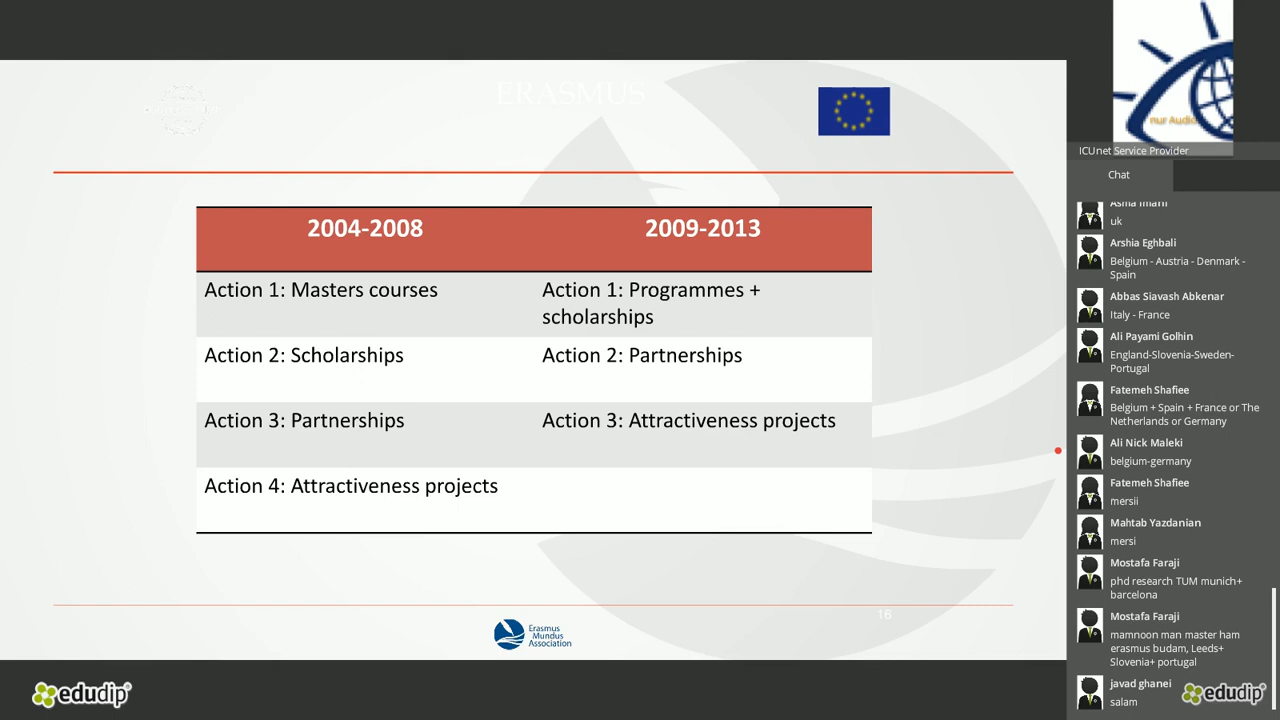 ERASMUS
2004-2008 2009-2013
Action 1: Masters courses Action 1: Programmes +
scholarships
Action 2: Scholarships Action 2: Partnerships
Action 3: Partnerships Action 3: Attractiveness projects
Action 4: Attractiveness projects
16
Erasmus
Mundus
Association
edudip
nur Audio
ICUnet Service Provider
Chat
Asma Imani
uk
Arshia Eghbali
Belgium - Austria - Denmark -
Spain
Abbas Siavash Abkenar
Italy - France
Ali Payami Golhin
England-Slovenia-Sweden-
Portugal
Fatemeh Shafiee
Belgium + Spain + France or The
Netherlands or Germany
Ali Nick Maleki
belgium-germany
Fatemeh Shafiee
mersii
Mahtab Yazdanian
mersi
Mostafa Faraji
phd research TUM munich+
barcelona
Mostafa Faraji
mamnoon man master ham
erasmus budam, Leeds+
Slovenia+ portugal
javad ghanei
salam
edudip